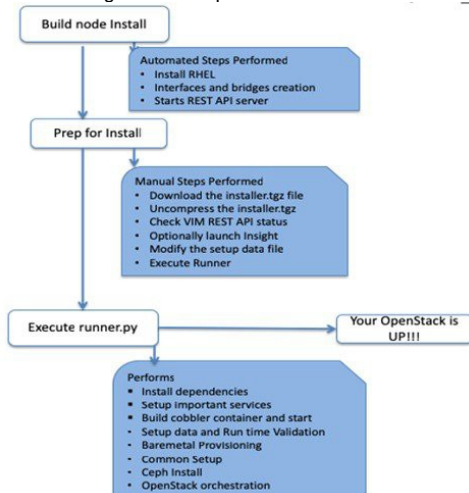 Build node Install
Automated Steps Performed
• Install RHEL
• Interfaces and bridges creation
• Starts REST API server
Prep for Install
Manual Steps Performed
• Download the installer.tgz file
• Uncompress the installer.tgz
• Check VIM REST API status
• Optionally launch Insight
• Modify the setup data file
• Execute Runner
Execute runner.py
Your OpenStack is
UP!!!
Performs
▪ Install dependencies
▪ Setup important services
▪ Build cobbler container and start
• Setup data and Run time Validation
• Baremetal Provisioning
• Common Setup
• Ceph Install
• OpenStack orchestration